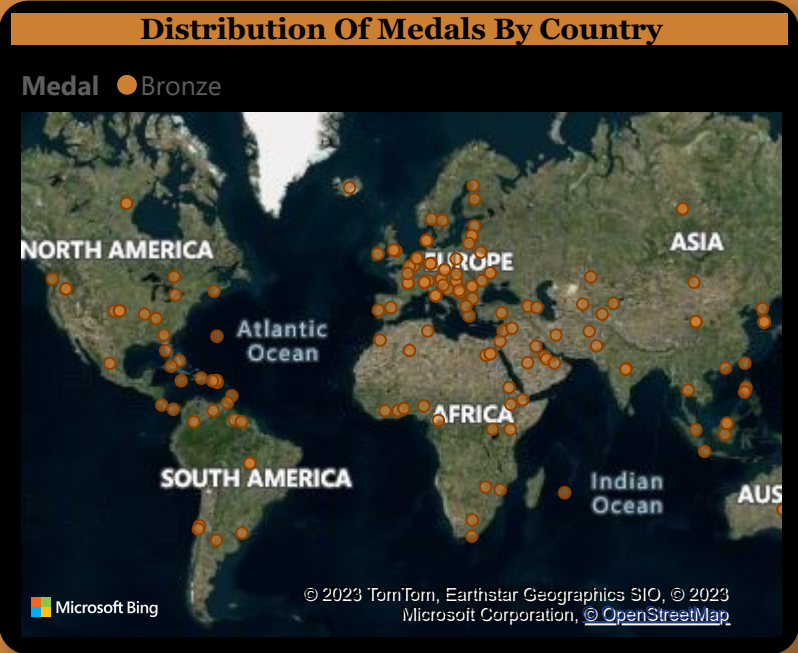 Distribution Of Medals By Country
Medal Bronze
NORTH AMERICA
EUROPE
ASIA
Atlantic
Ocean
AFRICA
SOUTH AMERICA
Indian
Ocean
AUS
Microsoft Bing
© 2023 TomTom, Earthstar Geographics SIO, © 2023
Microsoft Corporation, © OpenStreetMap